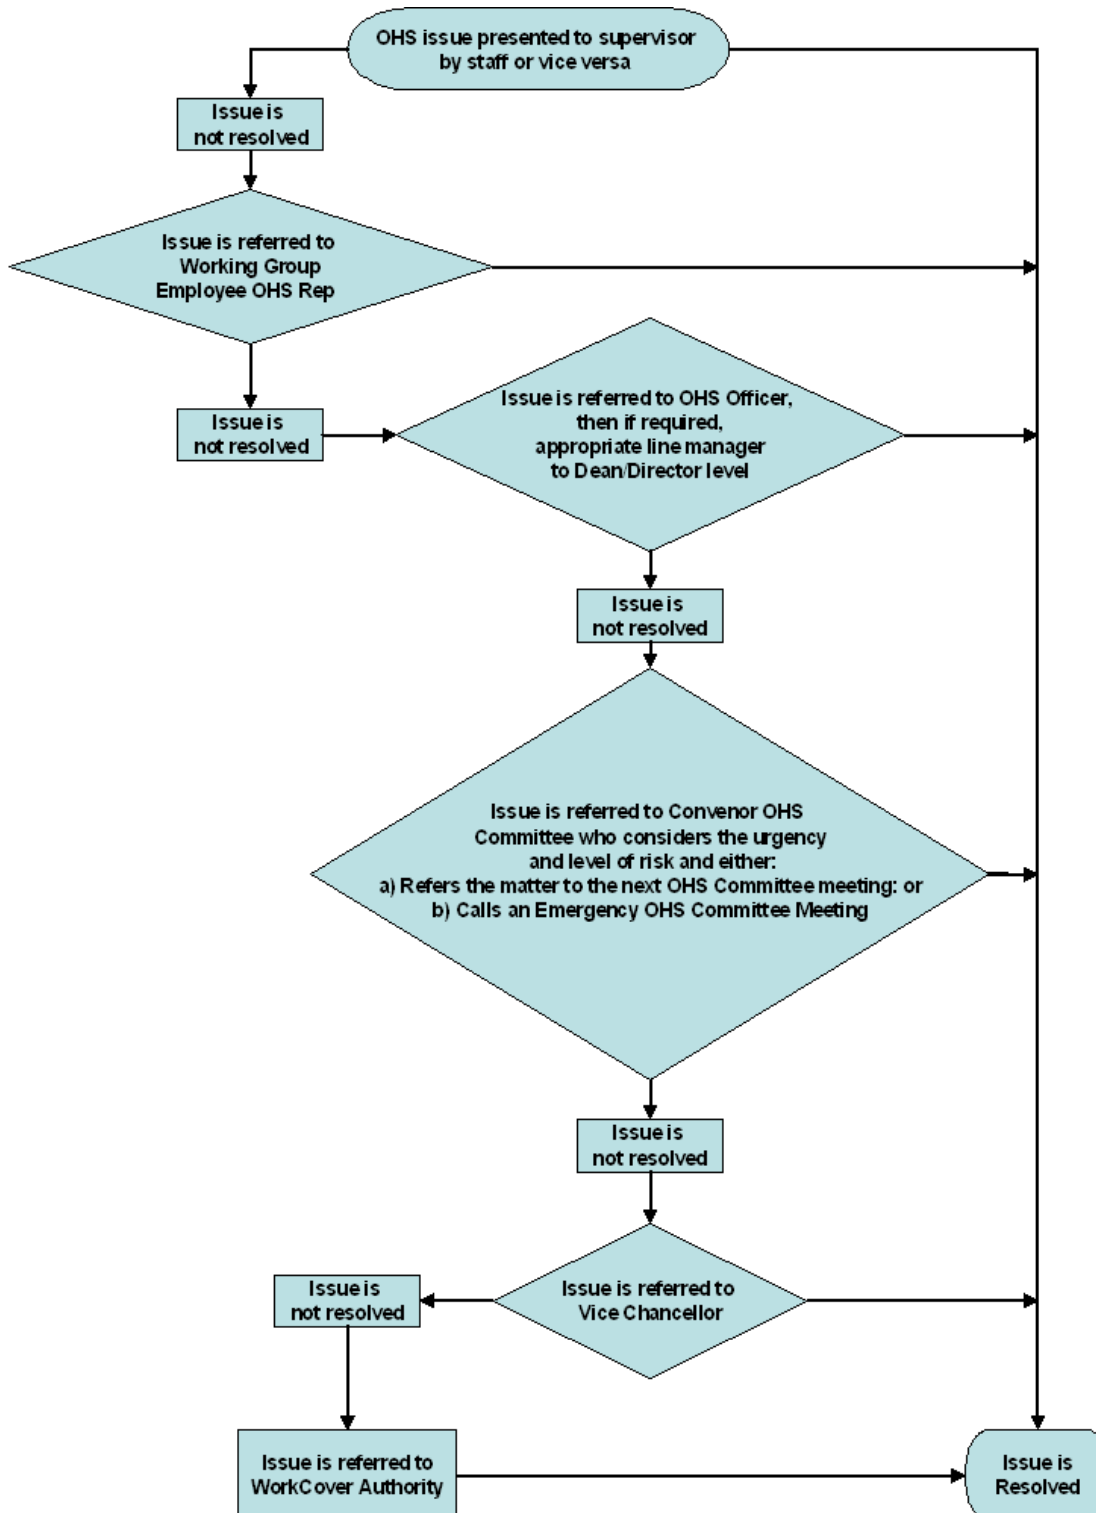 OHS issue presented to supervisor
by staff or vice versa
Issue is
not resolved
Issue is referred to
Working Group
Employee OHS Rep
Issue is
not resolved
Issue is referred to OHS Officer,
then if required,
appropriate line manager
to Dean/Director level
Issue is
not resolved
Issue is referred to Convenor OHS
Committee who considers the urgency
and level of risk and either:
a) Refers the matter to the next OHS Committee meeting: or
b) Calls an Emergency OHS Committee Meeting
Issue is
not resolved
Issue is referred to
Vice Chancellor
Issue is
not resolved
Issue is referred to
WorkCover Authority
Issue is
Resolved